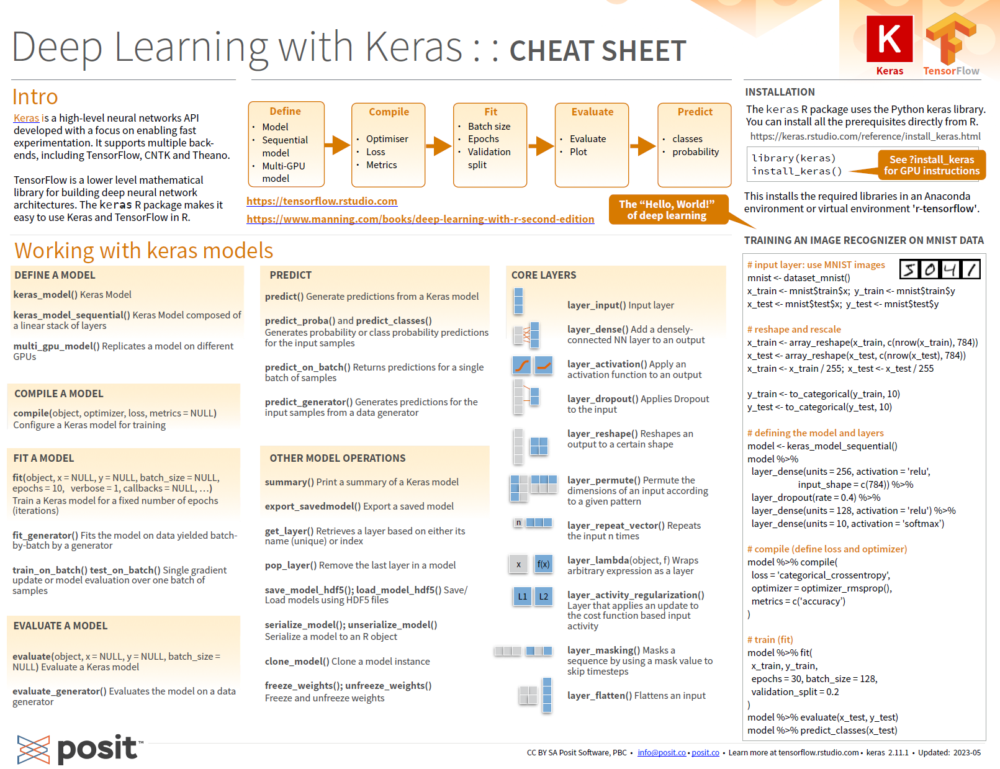 Deep Learning with Keras : : CHEAT SHEET
K
Keras
TensorFlow
Intro
Keras is a high-level neural networks API
developed with a focus on enabling fast
experimentation. It supports multiple back-
ends, including TensorFlow, CNTK and Theano.
TensorFlow is a lower level mathematical
library for building deep neural network
architectures. The keras R package makes it
easy to use Keras and TensorFlow in R.
Define
• Model
• Sequential
model
• Multi-GPU
model
Compile
• Optimiser
• Loss
• Metrics
Fit
• Batch size
• Epochs
• Validation
split
Evaluate
• Evaluate
• Plot
Predict
• classes
• probability
https://tensorflow.rstudio.com
https://www.manning.com/books/deep-learning-with-r-second-edition
The “Hello, World!”
of deep learning
INSTALLATION
The keras R package uses the Python keras library.
You can install all the prerequisites directly from R.
https://keras.rstudio.com/reference/install_keras.html
library(keras)
install_keras()
See ?install_keras
for GPU instructions
This installs the required libraries in an Anaconda
environment or virtual environment 'r-tensorflow'.
Working with keras models
DEFINE A MODEL
keras_model() Keras Model
keras_model_sequential() Keras Model composed of
a linear stack of layers
multi_gpu_model() Replicates a model on different
GPUs
COMPILE A MODEL
compile(object, optimizer, loss, metrics = NULL)
Configure a Keras model for training
FIT A MODEL
fit(object, x = NULL, y = NULL, batch_size = NULL,
epochs = 10, verbose = 1, callbacks = NULL, …)
Train a Keras model for a fixed number of epochs
(iterations)
fit_generator() Fits the model on data yielded batch-
by-batch by a generator
train_on_batch() test_on_batch() Single gradient
update or model evaluation over one batch of
samples
EVALUATE A MODEL
evaluate(object, x = NULL, y = NULL, batch_size =
NULL) Evaluate a Keras model
evaluate_generator() Evaluates the model on a data
generator
PREDICT
predict() Generate predictions from a Keras model
predict_proba() and predict_classes()
Generates probability or class probability predictions
for the input samples
predict_on_batch() Returns predictions for a single
batch of samples
predict_generator() Generates predictions for the
input samples from a data generator
OTHER MODEL OPERATIONS
summary() Print a summary of a Keras model
export_savedmodel() Export a saved model
get_layer() Retrieves a layer based on either its
name (unique) or index
pop_layer() Remove the last layer in a model
save_model_hdf5(); load_model_hdf5() Save/
Load models using HDF5 files
serialize_model(); unserialize_model()
Serialize a model to an R object
clone_model() Clone a model instance
freeze_weights(); unfreeze_weights()
Freeze and unfreeze weights
CORE LAYERS
layer_input() Input layer
layer_dense() Add a densely-
connected NN layer to an output
layer_activation() Apply an
activation function to an output
layer_dropout() Applies Dropout
to the input
layer_reshape() Reshapes an
output to a certain shape
layer_permute() Permute the
dimensions of an input according
to a given pattern
n
layer_repeat_vector() Repeats
the input n times
x f(x)
layer_lambda(object, f) Wraps
arbitrary expression as a layer
L1 L2
layer_activity_regularization()
Layer that applies an update to
the cost function based input
activity
layer_masking() Masks a
sequence by using a mask value to
skip timesteps
layer_flatten() Flattens an input
TRAINING AN IMAGE RECOGNIZER ON MNIST DATA
5 0 4 1
# input layer: use MNIST images
mnist <- dataset_mnist()
x_train <- mnist$train$x; y_train <- mnist$train$y
x_test <- mnist$test$x; y_test <- mnist$test$y
# reshape and rescale
x_train <- array_reshape(x_train, c(nrow(x_train), 784))
x_test <- array_reshape(x_test, c(nrow(x_test), 784))
x_train <- x_train / 255; x_test <- x_test / 255
y_train <- to_categorical(y_train, 10)
y_test <- to_categorical(y_test, 10)
# defining the model and layers
model <- keras_model_sequential()
model %>%
layer_dense(units = 256, activation = 'relu',
input_shape = c(784)) %>%
layer_dropout(rate = 0.4) %>%
layer_dense(units = 128, activation = 'relu') %>%
layer_dense(units = 10, activation = 'softmax’)
# compile (define loss and optimizer)
model %>% compile(
loss = 'categorical_crossentropy',
optimizer = optimizer_rmsprop(),
metrics = c('accuracy’)
)
# train (fit)
model %>% fit(
x_train, y_train,
epochs = 30, batch_size = 128,
validation_split = 0.2
)
model %>% evaluate(x_test, y_test)
model %>% predict_classes(x_test)
posit™
CC BY SA Posit Software, PBC • info@posit.co • posit.co • Learn more at tensorflow.rstudio.com • keras 2.11.1 • Updated: 2023-05